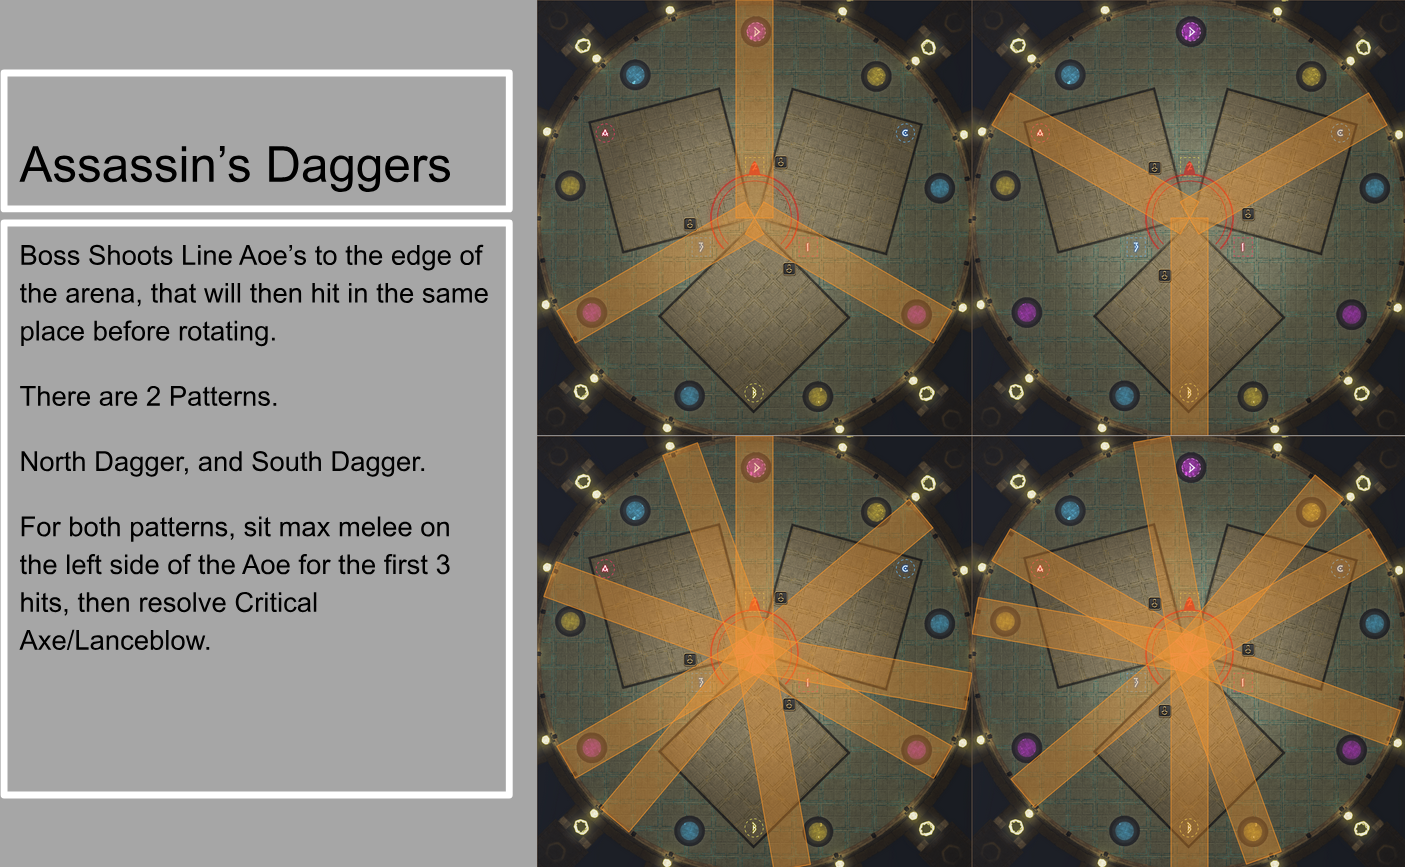 Assassin’s Daggers
Boss Shoots Line Aoe’s to the edge of
the arena, that will then hit in the same
place before rotating.
There are 2 Patterns.
North Dagger, and South Dagger.
For both patterns, sit max melee on
the left side of the Aoe for the first 3
hits, then resolve Critical
Axe/Lanceblow.